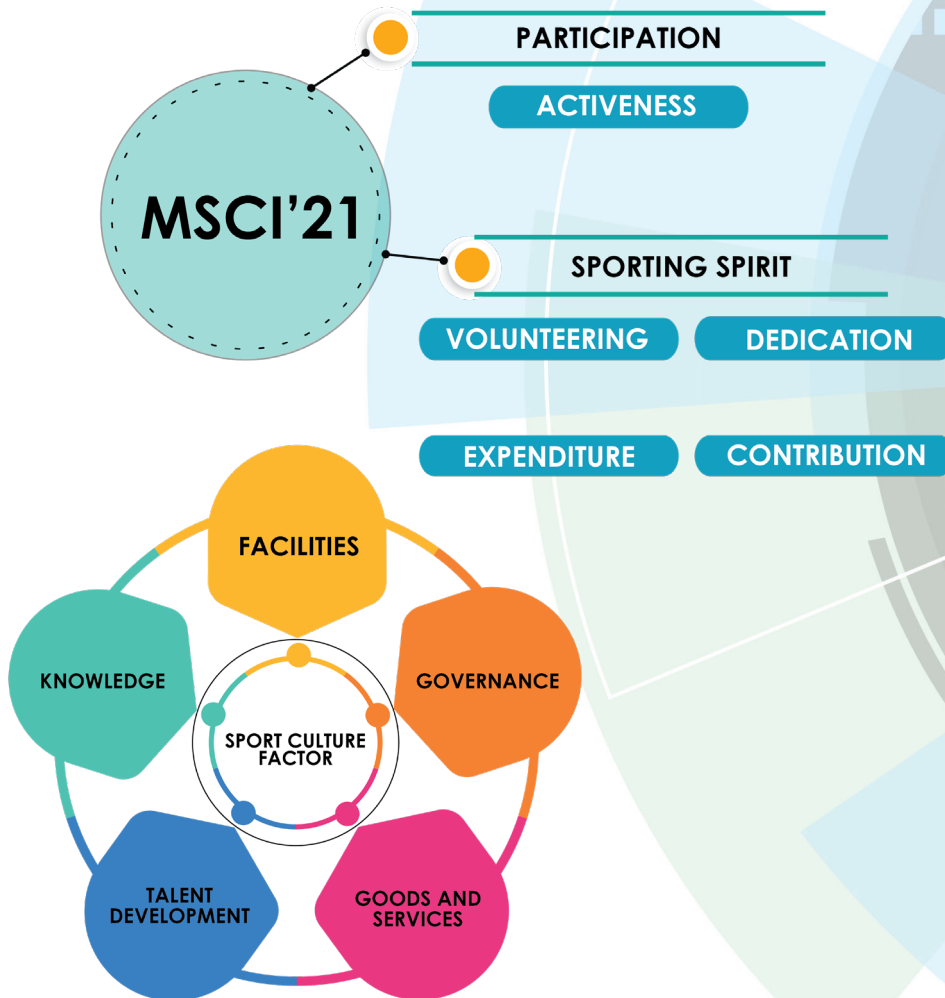 PARTICIPATION
ACTIVENESS
MSCI’21
SPORTING SPIRIT
VOLUNTEERING
DEDICATION
EXPENDITURE
CONTRIBUTION
FACILITIES
KNOWLEDGE
GOVERNANCE
SPORT CULTURE
FACTOR
TALENT
DEVELOPMENT
GOODS AND
SERVICES